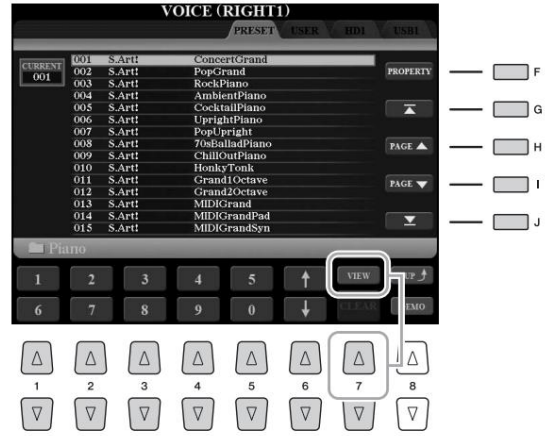 VOICE (RIGHT1)
PRESET USER HD1 USB1
CURRENT
001
001 S.Art! ConcertGrand
002 S.Art! PopGrand
003 S.Art! RockPiano
004 S.Art! AmbientPiano
005 S.Art! CocktailPiano
006 S.Art! UprightPiano
007 S.Art! PopUpright
008 S.Art! 70sBalladPiano
009 S.Art! ChillOutPiano
010 S.Art! HonkyTonk
011 S.Art! Grand1Octave
012 S.Art! Grand2Octave
013 S.Art! MIDIGrand
014 S.Art! MIDIGrandPad
015 S.Art! MIDIGrandSyn
PROPERTY
PAGE
PAGE
F
G
H
I
J
Piano
1 2 3 4 5 VIEW UP
6 7 8 9 0 CLEAR
1 2 3 4 5 6 7 8